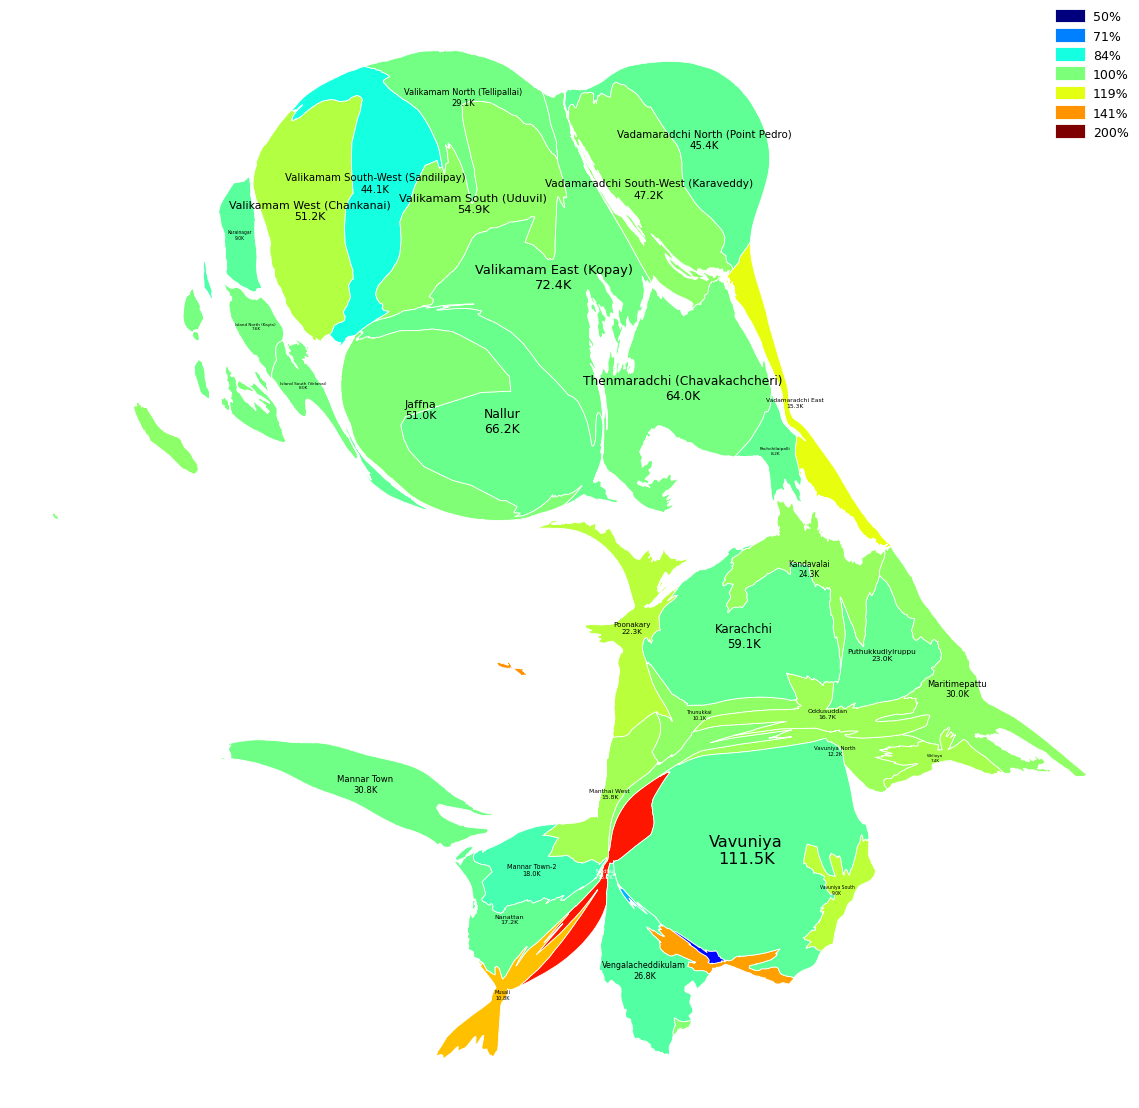 50%
71%
84%
100%
119%
141%
200%
Valikamam North (Tellipallai)
29.1K
Vadamaradchi North (Point Pedro)
45.4K
Valikamam South-West (Sandilipay)
44.1K
Vadamaradchi South-West (Karaveddy)
47.2K
Valikamam South (Uduvil)
54.9K
Valikamam West (Chankanai)
51.2K
Karainagar
9.0K
Valikamam East (Kopay)
72.4K
Island North (Kayts)
7.6K
Island South (Velanai)
8.0K
Thenmaradchi (Chavakachcheri)
64.0K
Vadamaradchi East
15.3K
Jaffna
51.0K
Nallur
66.2K
Pachchilaipalli
8.2K
Kandavalai
24.3K
Poonakary
22.3K
Karachchi
59.1K
Puthukkudiyiruppu
23.0K
Maritimepattu
30.0K
Thunukkai
10.1K
Oddusuddan
16.7K
Vavuniya North
12.2K
Welioya
7.4K
Mannar Town
30.8K
Manthai West
15.8K
Vavuniya
111.5K
Mannar Town-2
18.0K
Vavuniya South
9.0K
Nanattan
17.2K
Vengalacheddikulam
26.8K
Musali
10.8K